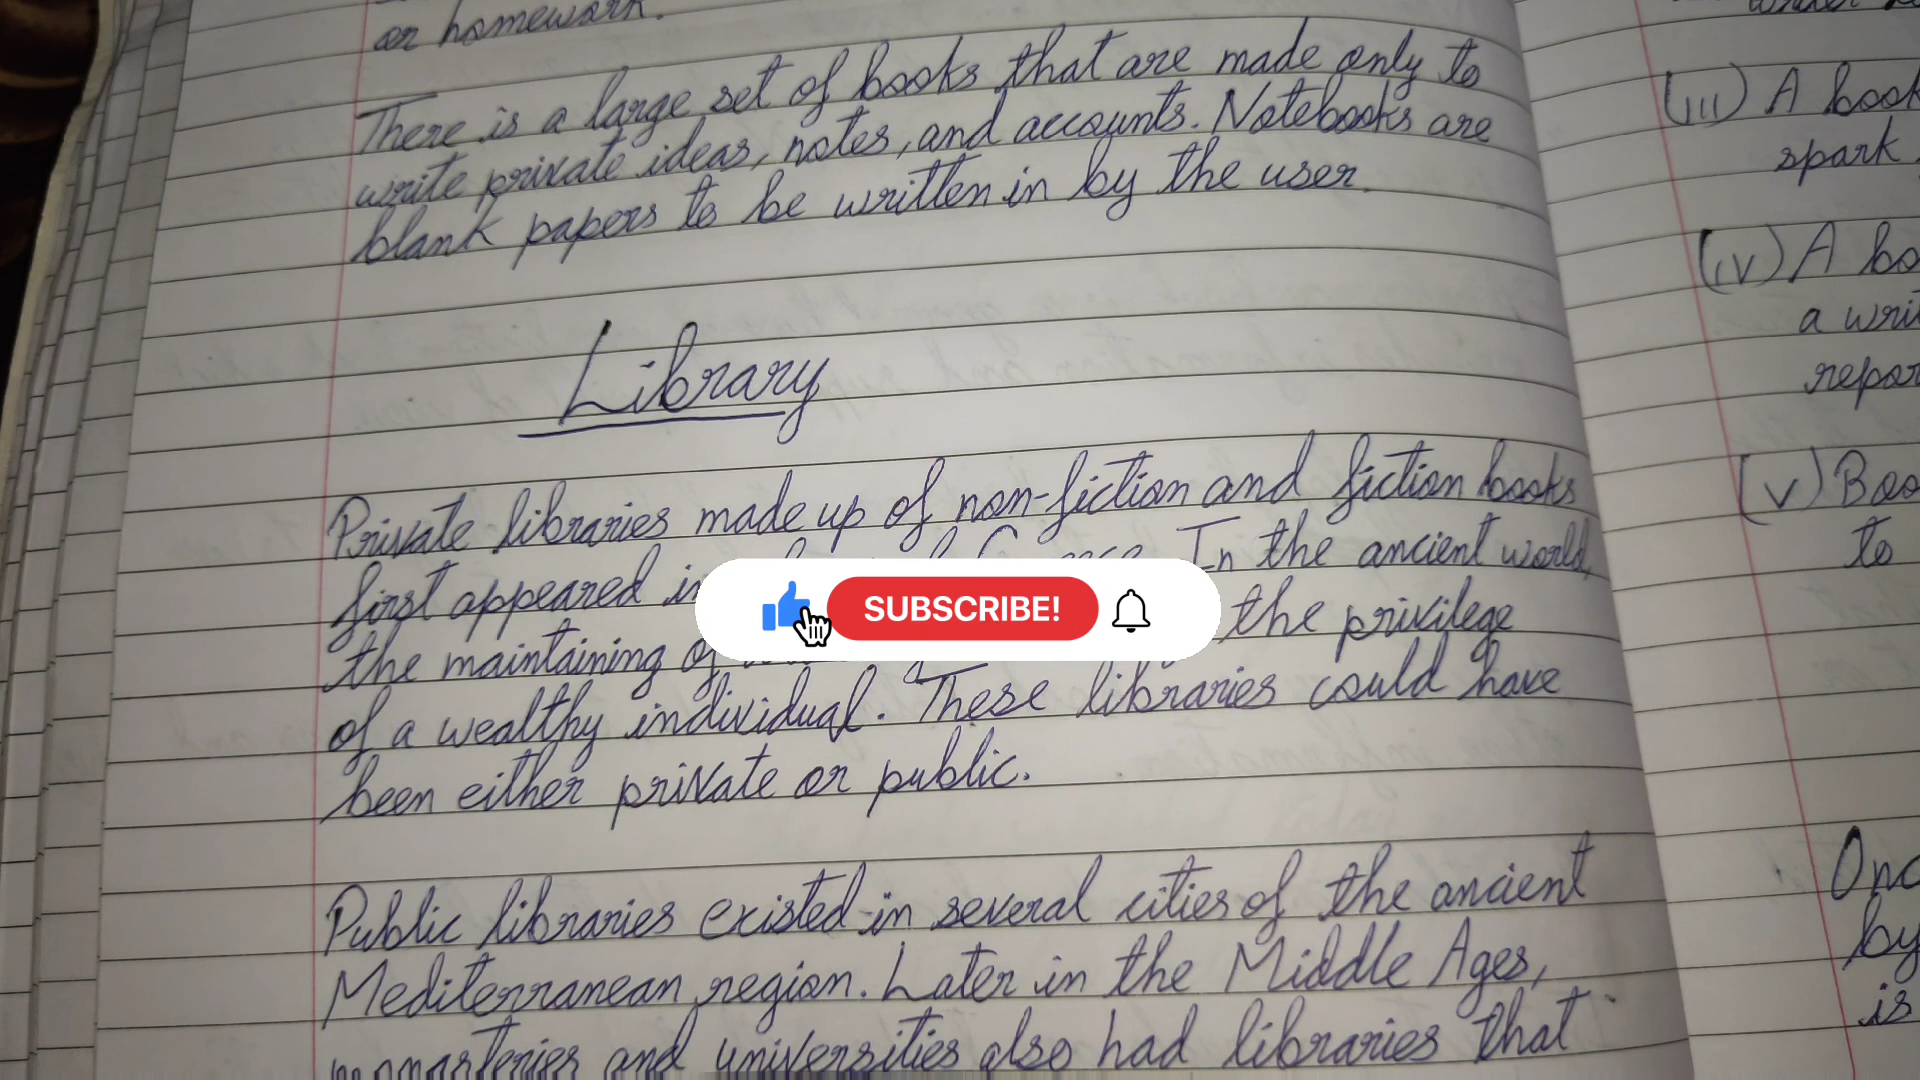 or homework.
There is a large set of books that are made only to
write private ideas, notes, and accounts. Notebooks are
blank papers to be written in by the user.
Library
Private libraries made up of non-fiction and fiction books
first appeared in In the ancient world,
the maintaining of the privilege
of a wealthy individual. These libraries could have
been either private or public.
Public libraries existed in several cities of the ancient
Mediterranean region. Later in the Middle Ages,
monasteries and universities also had libraries that
SUBSCRIBE!
(iii) A book
spark
(iv) A
a
(v)
to
by
is